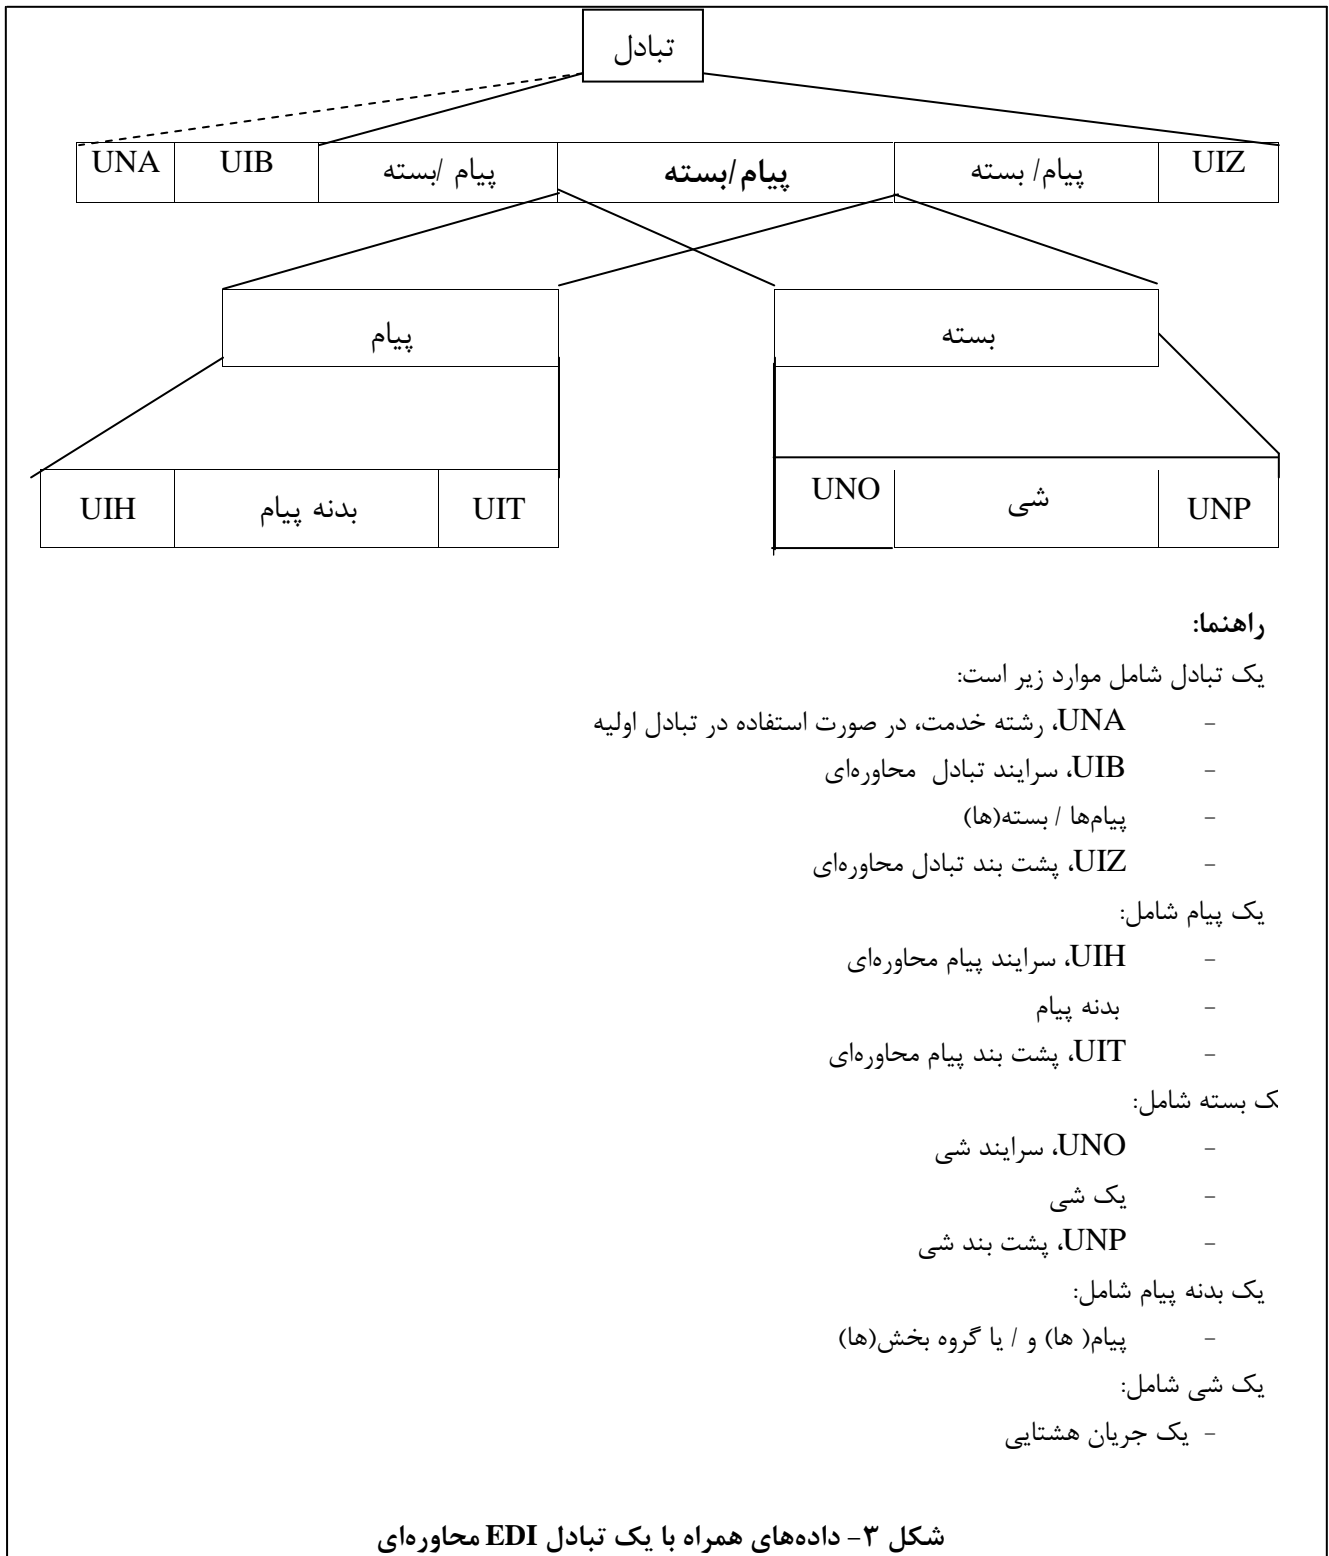 تبادل
UNA UIB پیام /بسته پیام/بسته پیام/ بسته UIZ
پیام بسته
UIH بدنه پیام UIT UNO شی UNP
راهنما:
یک تبادل شامل موارد زیر است:
- UNA، رشته خدمت، در صورت استفاده در تبادل اولیه
- UIB، سرایند تبادل محاوره‌ای
- پیام‌ها / بسته(ها)
- UIZ، پشت بند تبادل محاوره‌ای
یک پیام شامل:
- UIH، سرایند پیام محاوره‌ای
- بدنه پیام
- UIT، پشت بند پیام محاوره‌ای
ک بسته شامل:
- UNO، سرایند شی
- یک شی
- UNP، پشت بند شی
یک بدنه پیام شامل:
- پیام( ها) و / یا گروه بخش(ها)
یک شی شامل:
- یک جریان هشتایی
شکل ۳- داده‌های همراه با یک تبادل EDI محاوره‌ای